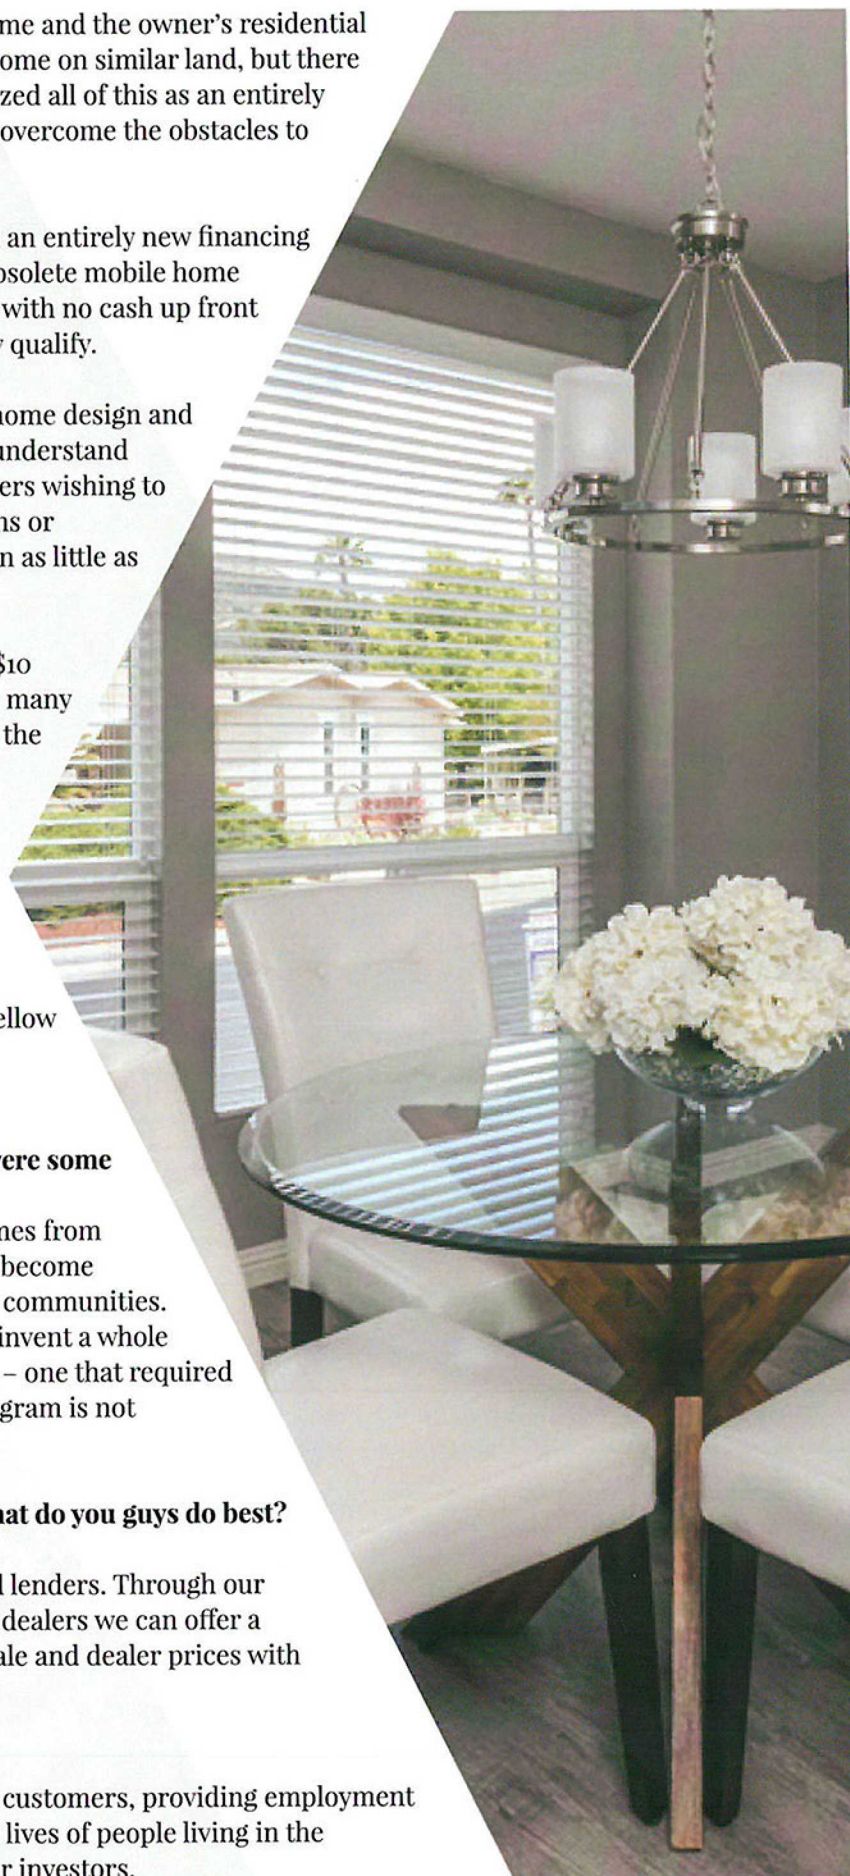 me and the owner’s residential
ome on similar land, but there
zed all of this as an entirely
overcome the obstacles to
an entirely new financing
bsolete mobile home
with no cash up front
y qualify.
home design and
understand
ers wishing to
ns or
n as little as
$10
many
the
ellow
were some
mes from
become
communities.
invent a whole
– one that required
gram is not
hat do you guys do best?
d lenders. Through our
dealers we can offer a
ale and dealer prices with
customers, providing employment
lives of people living in the
r investors.